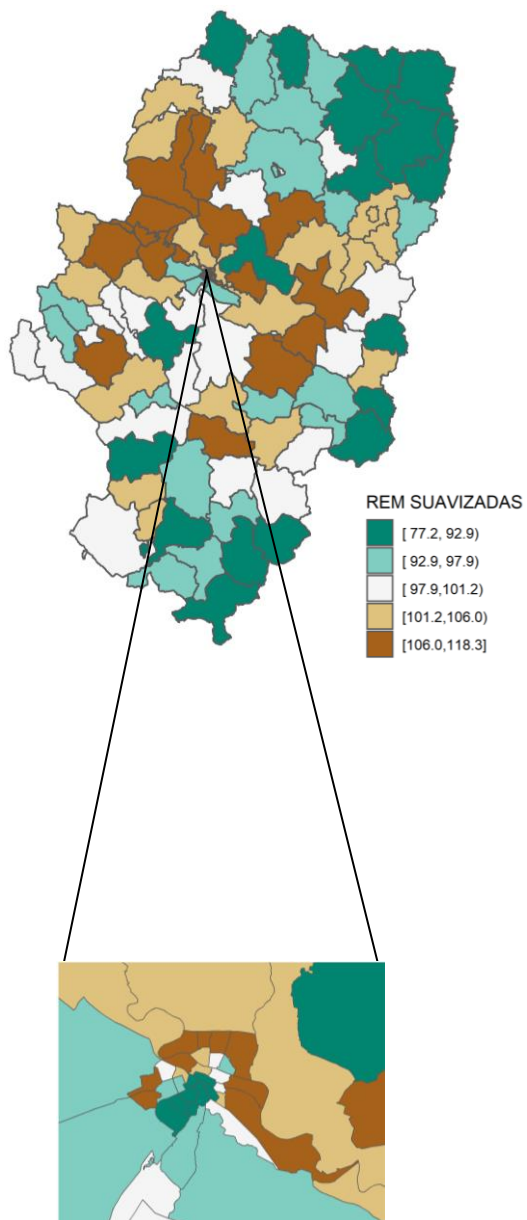 REM SUAVIZADAS
[ 77.2, 92.9)
[ 92.9, 97.9)
[ 97.9,101.2)
[101.2,106.0)
[106.0,118.3]